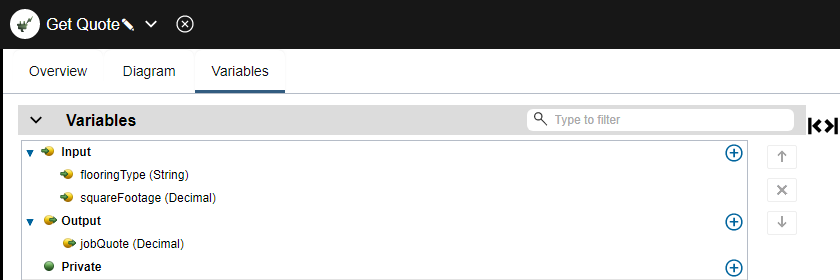 Get Quote
Overview Diagram Variables
Variables Type to filter
Input
flooringType (String)
squareFootage (Decimal)
Output
jobQuote (Decimal)
Private